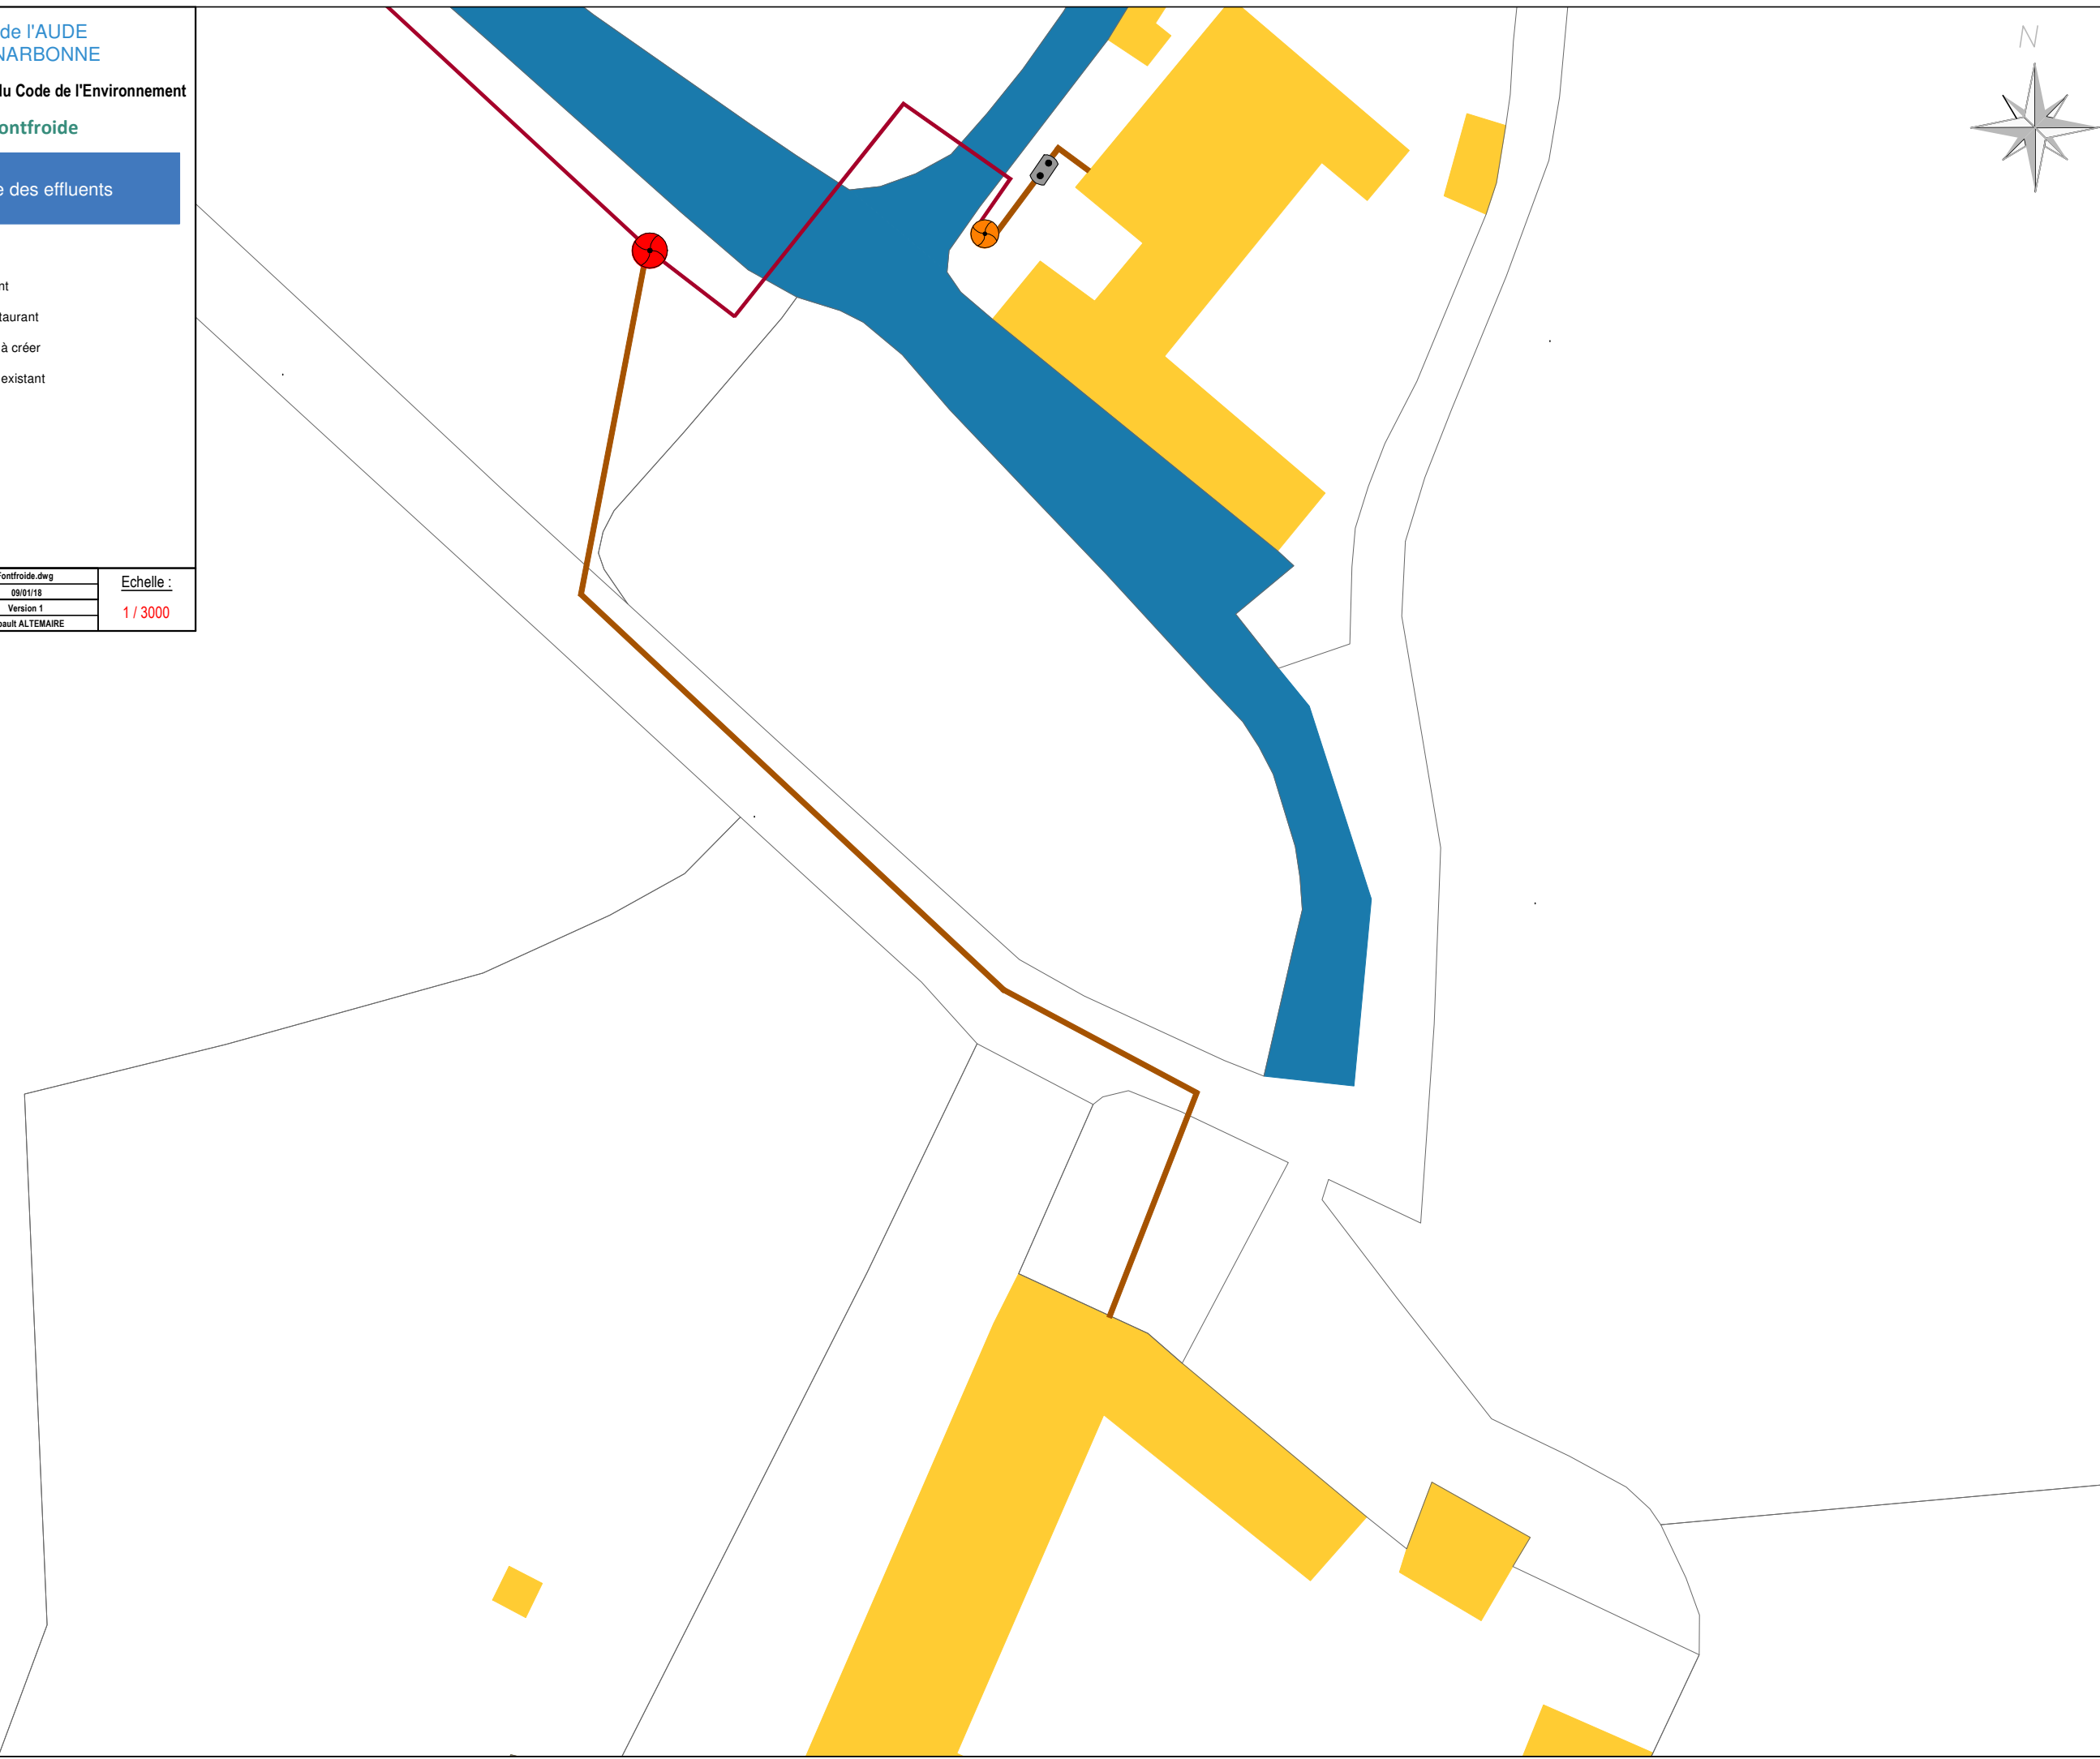 de l'AUDE
NARBONNE
du Code de l'Environnement
ontfroide
e des effluents
nt
taurant
à créer
existant
Fontfroide.dwg
09/01/18
Version 1
bault ALTEMAIRE
Echelle :
1 / 3000
N